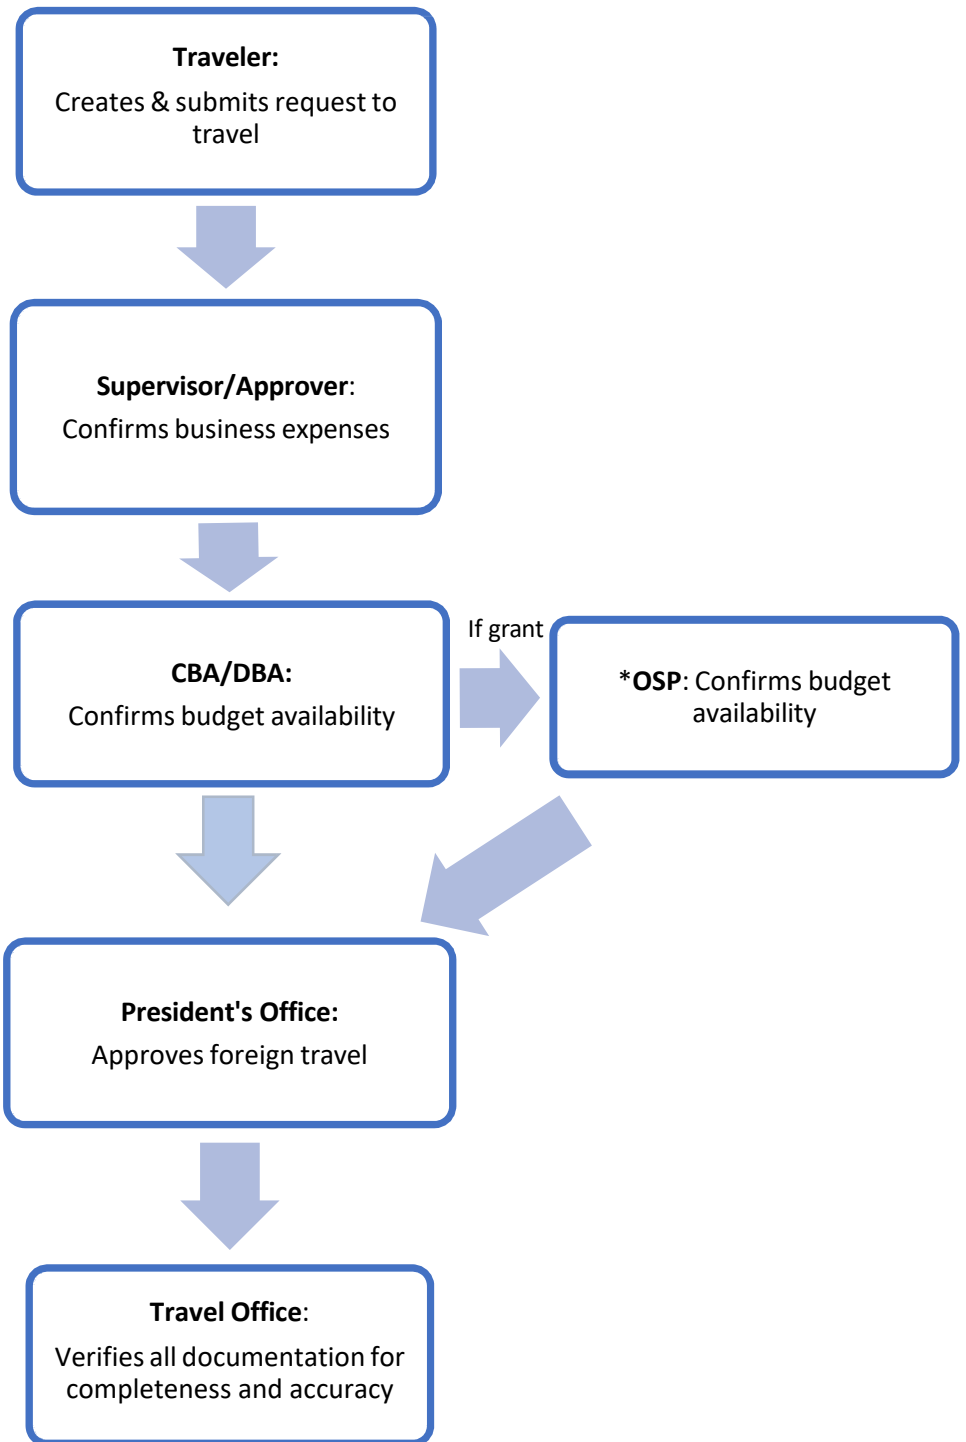 Traveler:
Creates & submits request to
travel
Supervisor/Approver:
Confirms business expenses
CBA/DBA:
Confirms budget availability
If grant
*OSP: Confirms budget
availability
President's Office:
Approves foreign travel
Travel Office:
Verifies all documentation for
completeness and accuracy